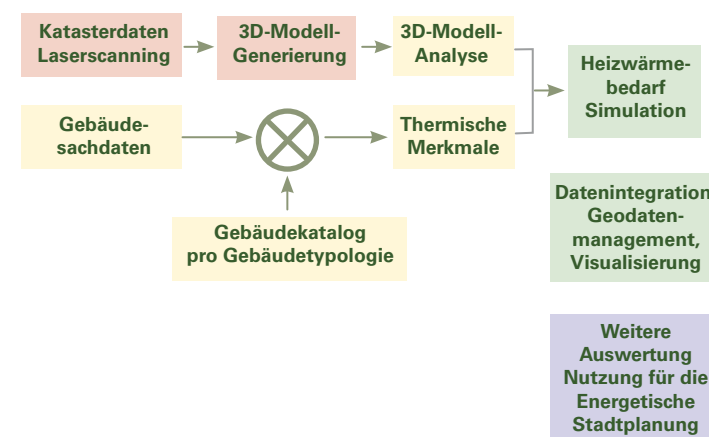 Katasterdaten
Laserscanning
3D-Modell-
Generierung
3D-Modell-
Analyse
Heizwärme-
bedarf
Simulation
Gebäude-
sachdaten
Thermische
Merkmale
Gebäudekatalog
pro Gebäudetypologie
Datenintegration
Geodaten-
management,
Visualisierung
Weitere
Auswertung
Nutzung für die
Energetische
Stadtplanung